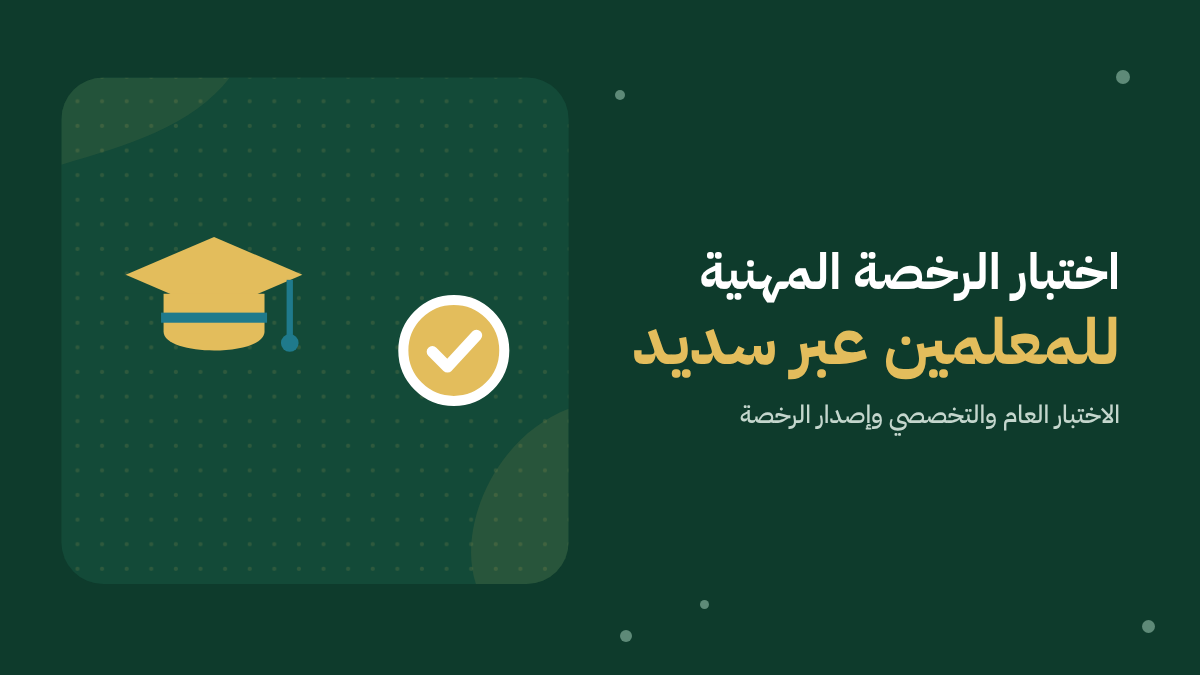 اختبار الرخصة المهنية
للمعلمين عبر سديد
الاختبار العام والتخصصي وإصدار الرخصة